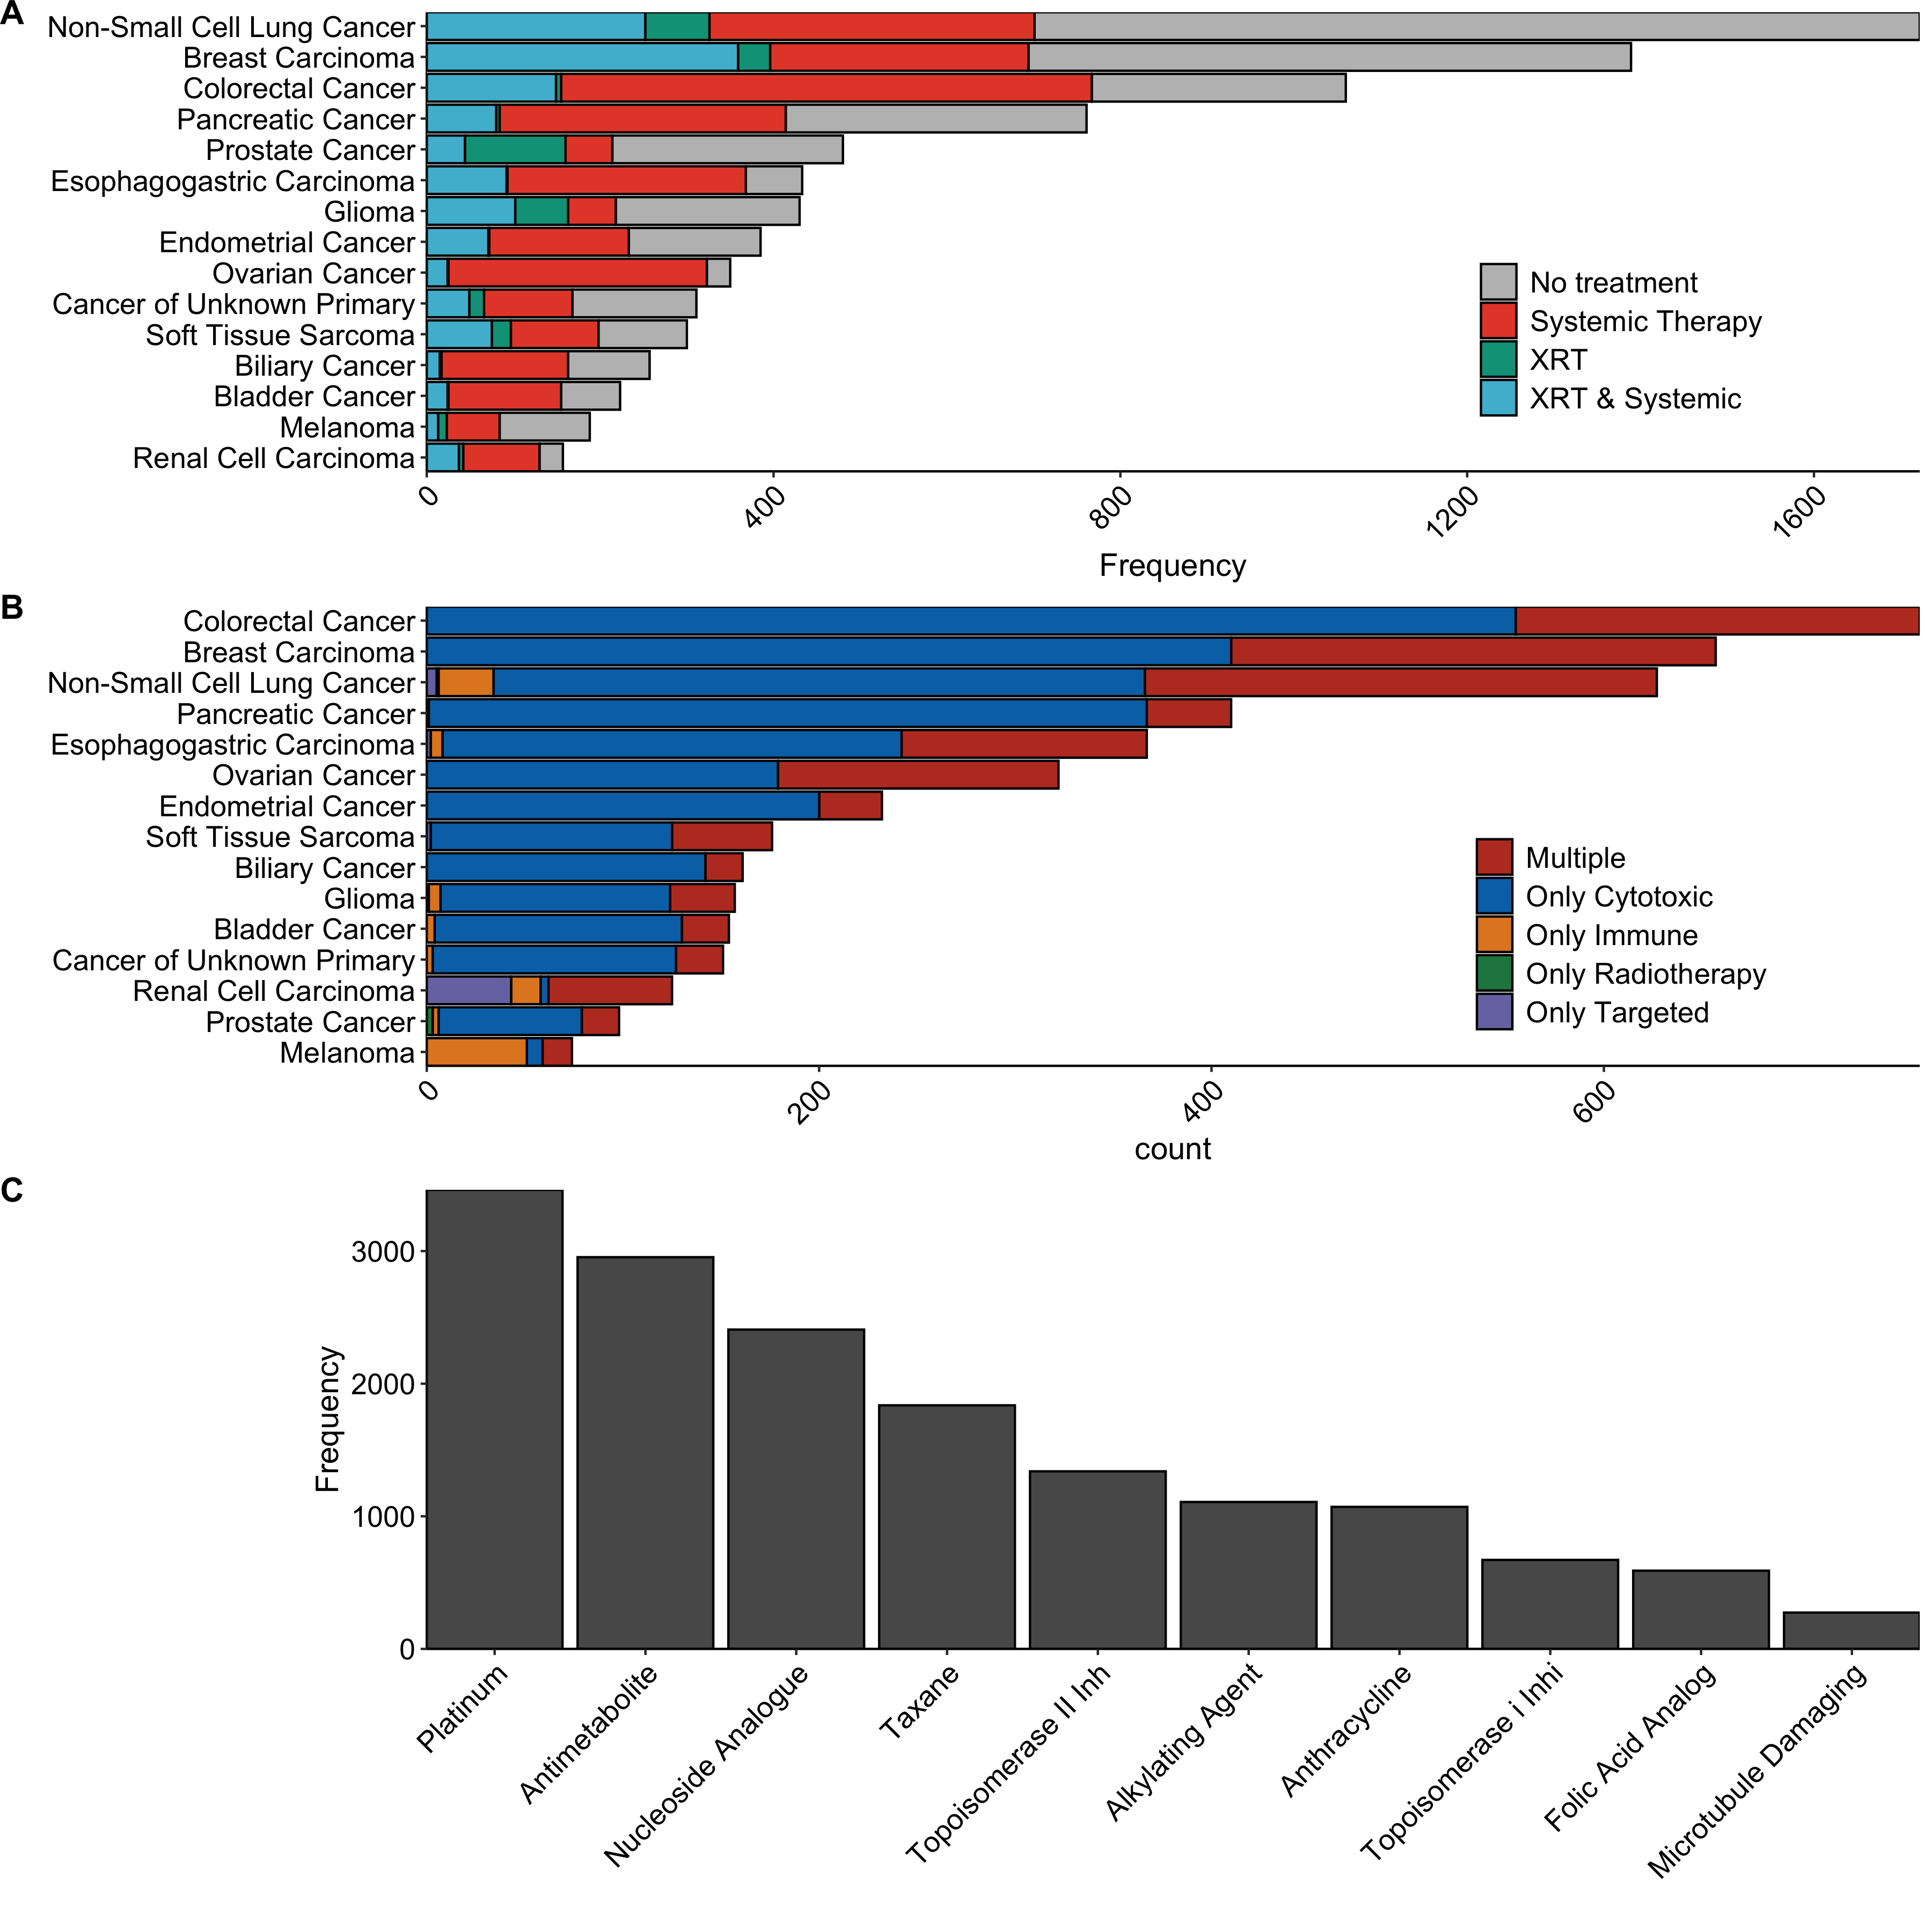 A
Non-Small Cell Lung Cancer
Breast Carcinoma
Colorectal Cancer
Pancreatic Cancer
Prostate Cancer
Esophagogastric Carcinoma
Glioma
Endometrial Cancer
Ovarian Cancer
Cancer of Unknown Primary
Soft Tissue Sarcoma
Biliary Cancer
Bladder Cancer
Melanoma
Renal Cell Carcinoma
No treatment
Systemic Therapy
XRT
XRT & Systemic
0 400 800 1200 1600
Frequency
B
Colorectal Cancer
Breast Carcinoma
Non-Small Cell Lung Cancer
Pancreatic Cancer
Esophagogastric Carcinoma
Ovarian Cancer
Endometrial Cancer
Soft Tissue Sarcoma
Biliary Cancer
Glioma
Bladder Cancer
Cancer of Unknown Primary
Renal Cell Carcinoma
Prostate Cancer
Melanoma
Multiple
Only Cytotoxic
Only Immune
Only Radiotherapy
Only Targeted
0 200 400 600
count
C
Frequency
3000
2000
1000
0
Platinum
Antimetabolite
Nucleoside Analogue
Taxane
Topoisomerase II Inh
Alkylating Agent
Anthracycline
Topoisomerase i Inhi
Folic Acid Analog
Microtubule Damaging